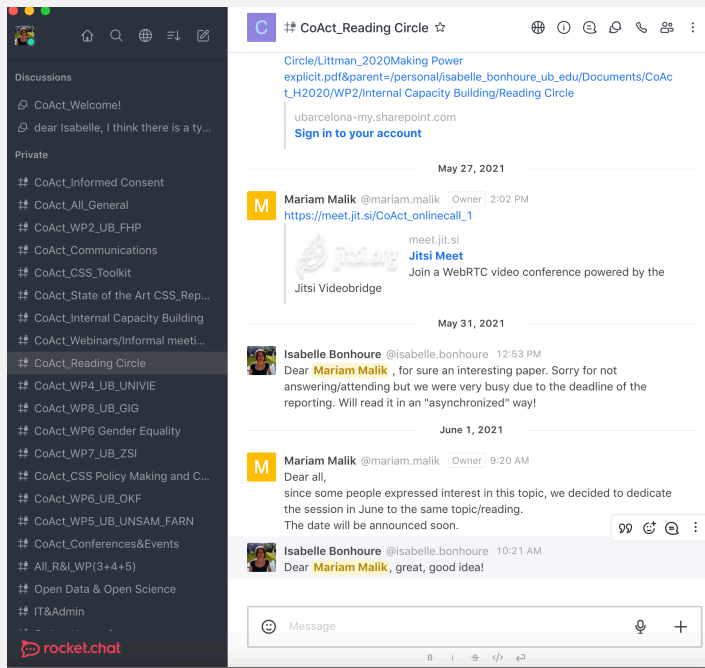 Discussions
CoAct_Welcome!
dear Isabelle, I think there is a ty...
Private
CoAct_Informed Consent
CoAct_All_General
CoAct_WP2_UB_FHP
CoAct_Communications
CoAct_CSS_Toolkit
CoAct_State of the Art CSS_Rep...
CoAct_Internal Capacity Building
CoAct_Webinars/Informal meeti...
CoAct_Reading Circle
CoAct_WP4_UB_UNIVIE
CoAct_WP8_UB_GIG
CoAct_WP6 Gender Equality
CoAct_WP7_UB_ZSI
CoAct_CSS Policy Making and C...
CoAct_WP6_UB_OKF
CoAct_WP5_UB_UNSAM_FARN
CoAct_Conferences&Events
All_R&I_WP(3+4+5)
Open Data & Open Science
IT&Admin
rocket.chat
C
CoAct_Reading Circle
Circle/Littman_2020Making Power
explicit.pdf&parent=/personal/isabelle_bonhoure_ub_edu/Documents/CoAc
t_H2020/WP2/Internal Capacity Building/Reading Circle
ubarcelona-my.sharepoint.com
Sign in to your account
May 27, 2021
M
Mariam Malik @mariam.malik Owner 2:02 PM
https://meet.jit.si/CoAct_onlinecall_1
jitsi.org
meet.jit.si
Jitsi Meet
Join a WebRTC video conference powered by the
Jitsi Videobridge
May 31, 2021
Isabelle Bonhoure @isabelle.bonhoure 12:53 PM
Dear Mariam Malik , for sure an interesting paper. Sorry for not
answering/attending but we were very busy due to the deadline of the
reporting. Will read it in an "asynchronized" way!
June 1, 2021
M
Mariam Malik @mariam.malik Owner 9:20 AM
Dear all,
since some people expressed interest in this topic, we decided to dedicate
the session in June to the same topic/reading.
The date will be announced soon.
Isabelle Bonhoure @isabelle.bonhoure 10:21 AM
Dear Mariam Malik, great, good idea!
Message
B i S </>